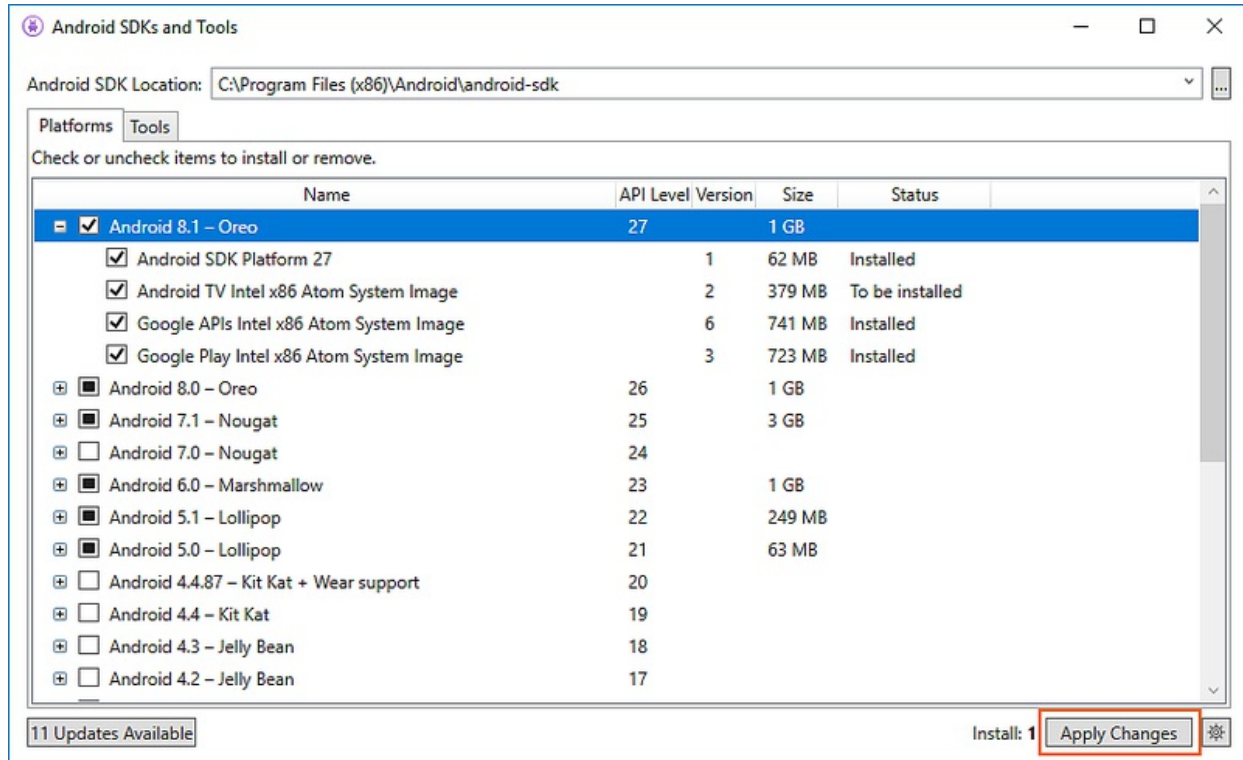 Android SDKs and Tools
Android SDK Location: C:\Program Files (x86)\Android\android-sdk ...
Platforms Tools
Check or uncheck items to install or remove.
Name API Level Version Size Status
Android 8.1 – Oreo 27 1 GB
Android SDK Platform 27 1 62 MB Installed
Android TV Intel x86 Atom System Image 2 379 MB To be installed
Google APIs Intel x86 Atom System Image 6 741 MB Installed
Google Play Intel x86 Atom System Image 3 723 MB Installed
Android 8.0 – Oreo 26 1 GB
Android 7.1 – Nougat 25 3 GB
Android 7.0 – Nougat 24
Android 6.0 – Marshmallow 23 1 GB
Android 5.1 – Lollipop 22 249 MB
Android 5.0 – Lollipop 21 63 MB
Android 4.4.87 – Kit Kat + Wear support 20
Android 4.4 – Kit Kat 19
Android 4.3 – Jelly Bean 18
Android 4.2 – Jelly Bean 17
11 Updates Available Install: 1 Apply Changes